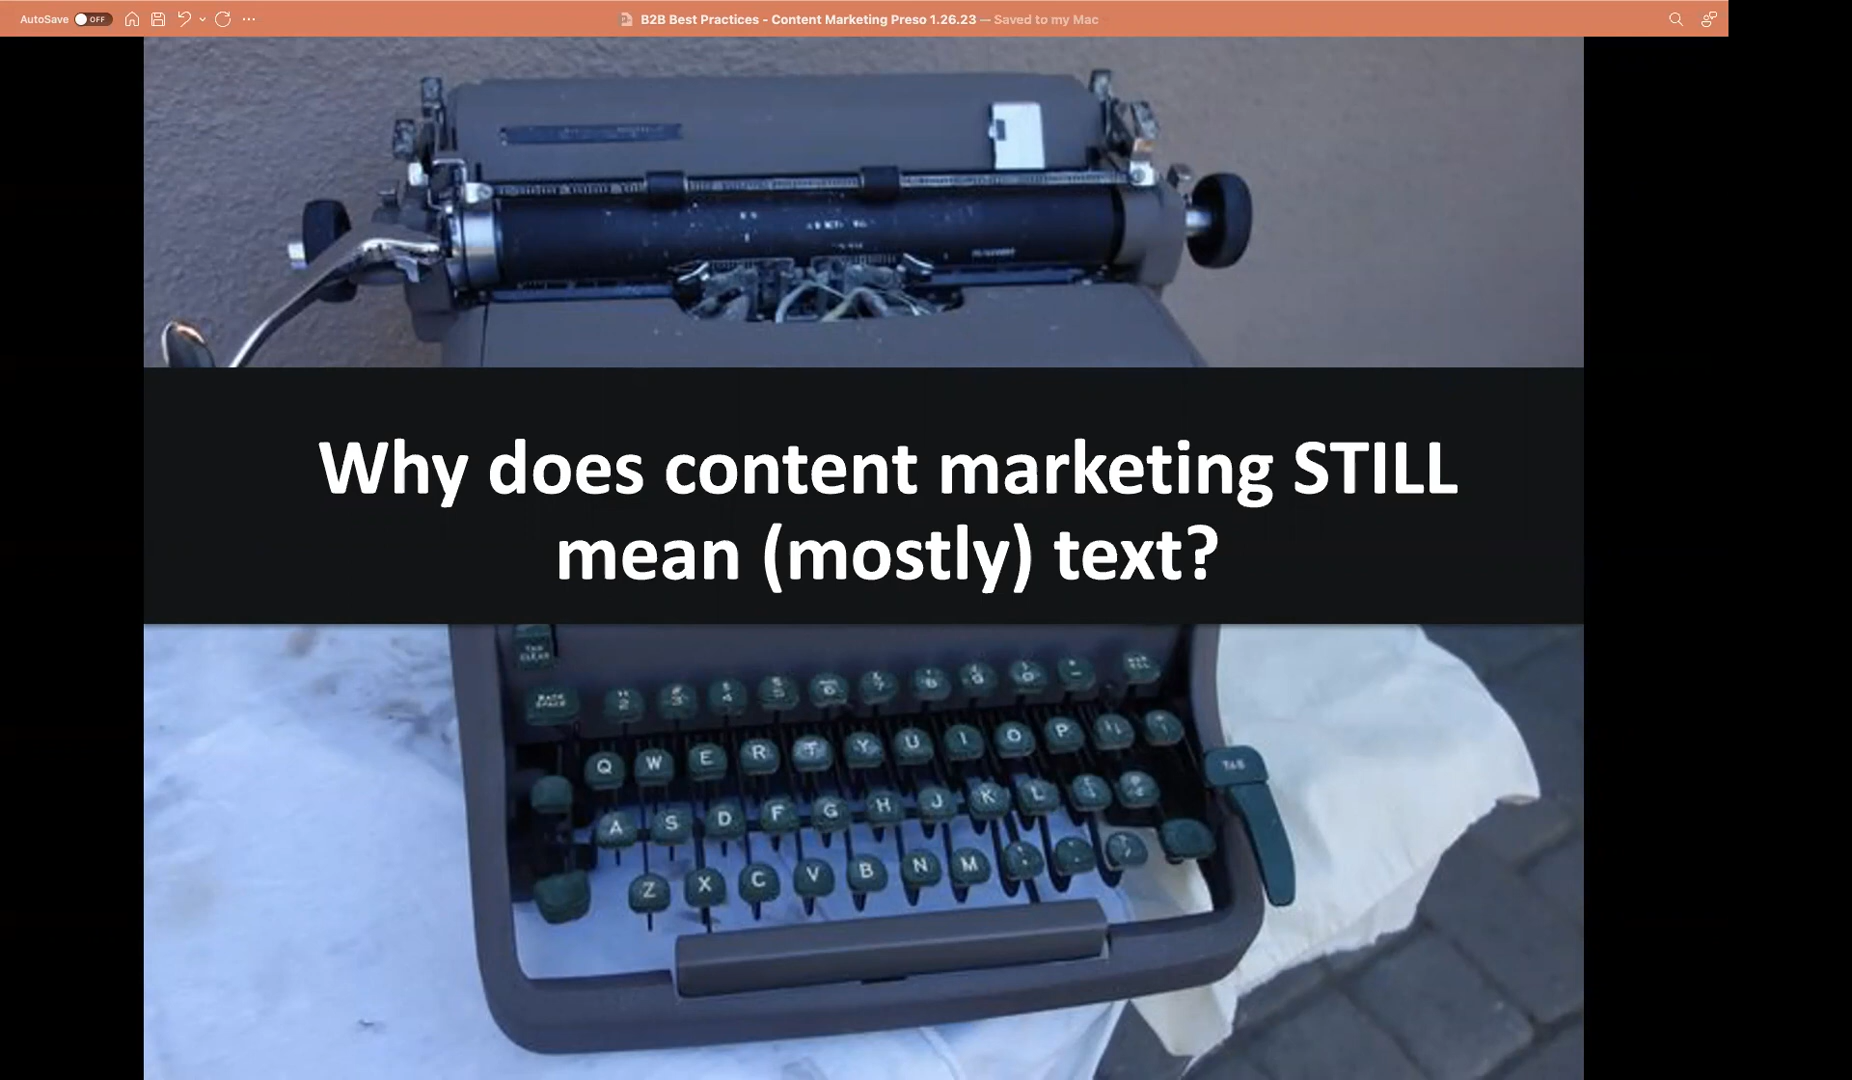 AutoSave OFF
B2B Best Practices - Content Marketing Preso 1.26.23 — Saved to my Mac
Why does content marketing STILL
mean (mostly) text?
Q W E R T Y U I O P
TAB
A S D F G H J K L
Z X C V B N M